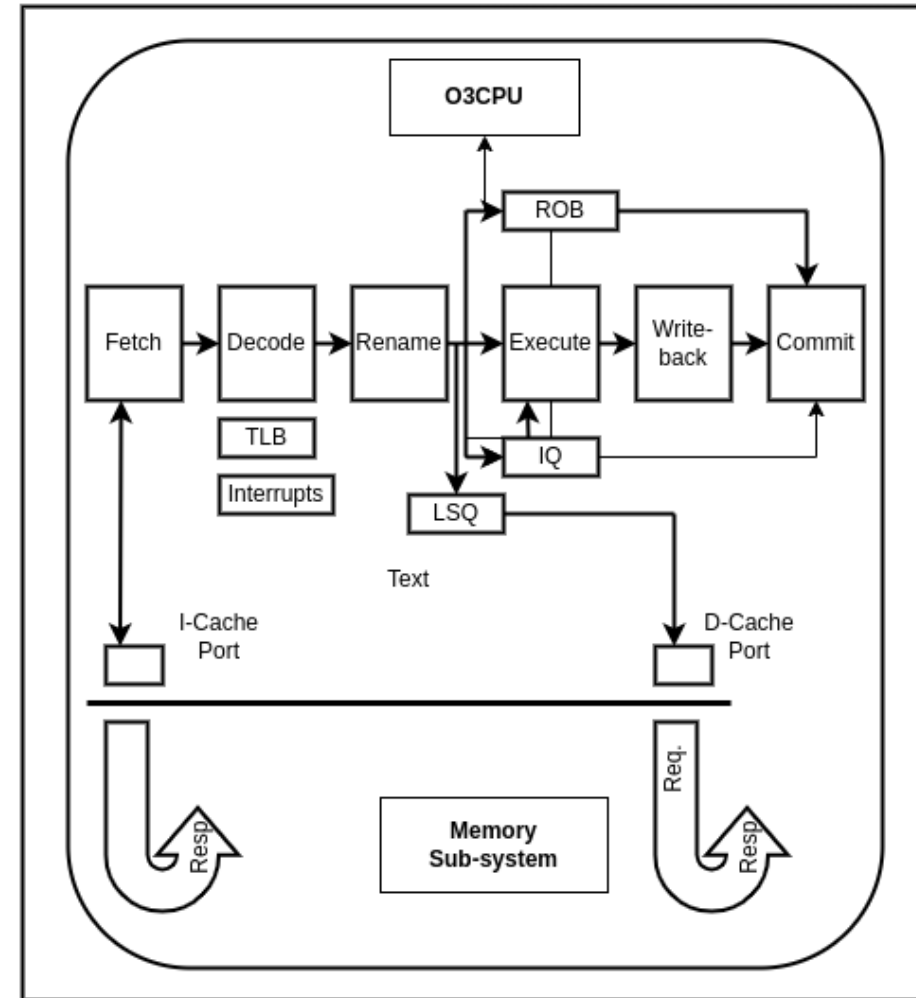 O3CPU
ROB
Fetch
Decode
Rename
Execute
Write-
back
Commit
TLB
IQ
Interrupts
LSQ
Text
I-Cache
Port
D-Cache
Port
Req.
Resp
Memory
Sub-system
Resp